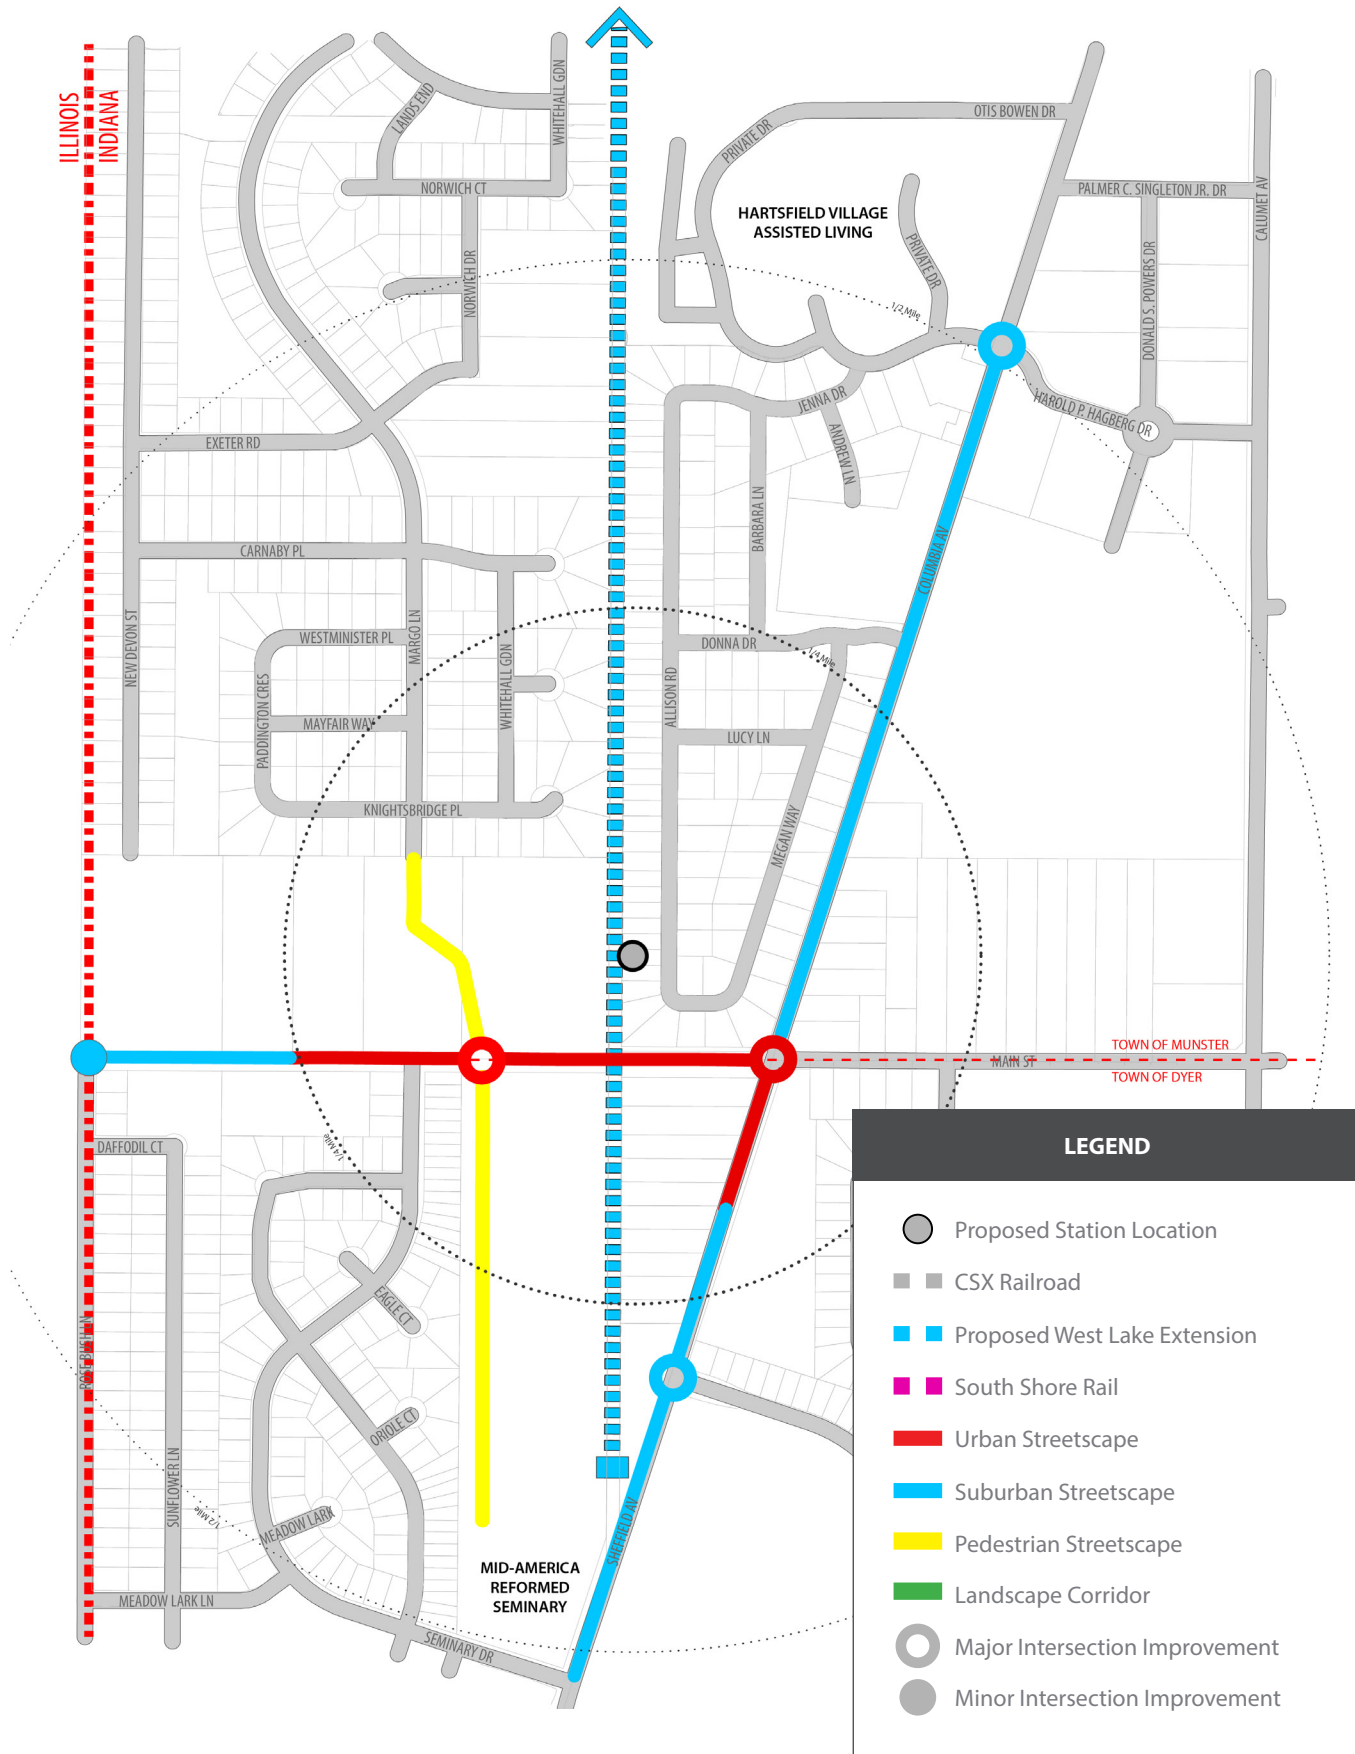 ILLINOIS
INDIANA
LANDS END
WHITEHALL GDN
NORWICH CT
NORWICH DR
PRIVATE DR
OTIS BOWEN DR
PALMER C. SINGLETON JR. DR
CALUMET AV
HARTSFIELD VILLAGE
ASSISTED LIVING
PRIVATE DR
DONALD S. POWERS DR
1/2 Mile
JENNA DR
HAROLD P. HAGBERG DR
ANDREW LN
EXETER RD
BARBARA LN
CARNABY PL
COLUMBIA AV
NEW DEVON ST
WESTMINISTER PL
MARGO LN
WHITEHALL GDN
DONNA DR
1/4 Mile
ALLISON RD
PADDINGTON CRES
MAYFAIR WAY
LUCY LN
KNIGHTSBRIDGE PL
MEGAN WAY
TOWN OF MUNSTER
MAIN ST
TOWN OF DYER
DAFFODIL CT
1/4 Mile
EAGLE CT
ROSE BUSH LN
ORIOLE CT
SUNFLOWER LN
1/2 Mile
MEADOW LARK
SHEFFIELD AV
MID-AMERICA
REFORMED
SEMINARY
MEADOW LARK LN
SEMINARY DR
LEGEND
Proposed Station Location
CSX Railroad
Proposed West Lake Extension
South Shore Rail
Urban Streetscape
Suburban Streetscape
Pedestrian Streetscape
Landscape Corridor
Major Intersection Improvement
Minor Intersection Improvement